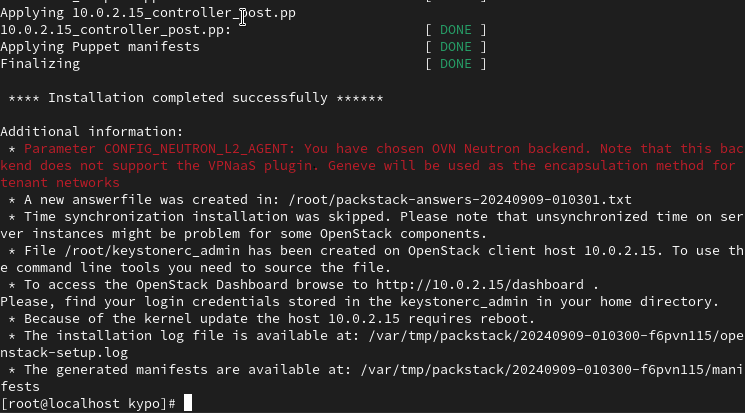 Applying 10.0.2.15_controller_post.pp
10.0.2.15_controller_post.pp:                        [ DONE ]
Applying Puppet manifests                            [ DONE ]
Finalizing                                           [ DONE ]
**** Installation completed successfully ******
Additional information:
* Parameter CONFIG_NEUTRON_L2_AGENT: You have chosen OVN Neutron backend. Note that this bac
kend does not support the VPNaaS plugin. Geneve will be used as the encapsulation method for
tenant networks
* A new answerfile was created in: /root/packstack-answers-20240909-010301.txt
* Time synchronization installation was skipped. Please note that unsynchronized time on ser
ver instances might be problem for some OpenStack components.
* File /root/keystonerc_admin has been created on OpenStack client host 10.0.2.15. To use th
e command line tools you need to source the file.
* To access the OpenStack Dashboard browse to http://10.0.2.15/dashboard .
Please, find your login credentials stored in the keystonerc_admin in your home directory.
* Because of the kernel update the host 10.0.2.15 requires reboot.
* The installation log file is available at: /var/tmp/packstack/20240909-010300-f6pvn115/ope
nstack-setup.log
* The generated manifests are available at: /var/tmp/packstack/20240909-010300-f6pvn115/mani
fests
[root@localhost kypo]#